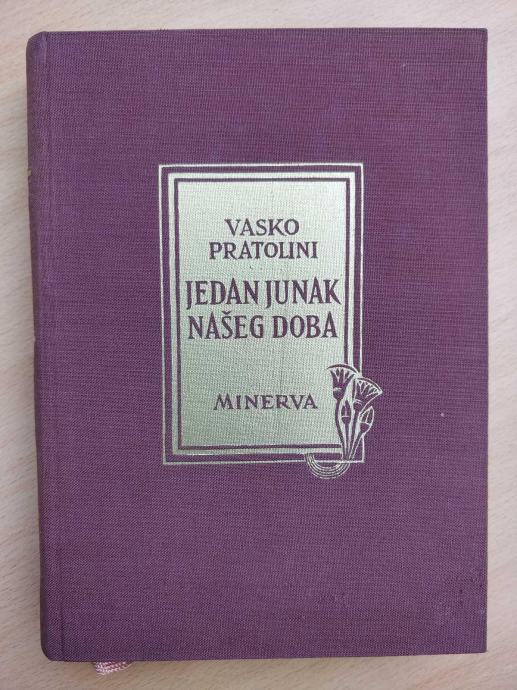 VASKO
PRATOLINI
JEDAN JUNAK
NAŠEG DOBA
MINERVA